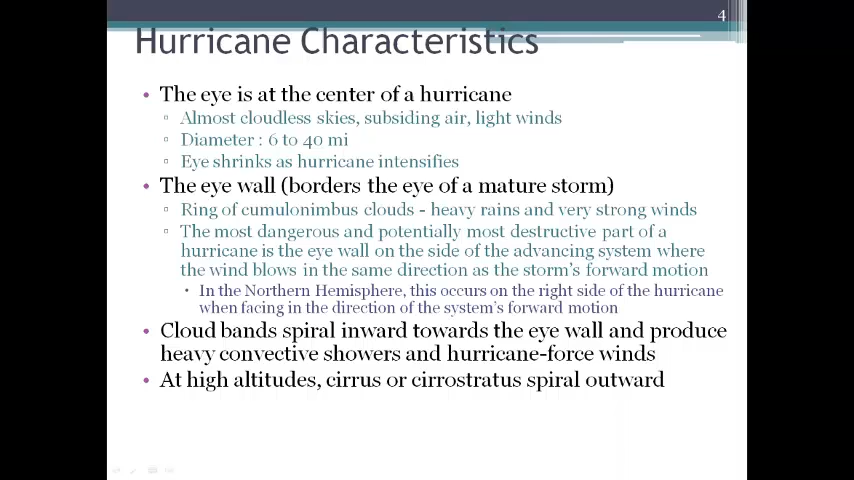 4
Hurricane Characteristics
• The eye is at the center of a hurricane
▫ Almost cloudless skies, subsiding air, light winds
▫ Diameter : 6 to 40 mi
▫ Eye shrinks as hurricane intensifies
• The eye wall (borders the eye of a mature storm)
▫ Ring of cumulonimbus clouds - heavy rains and very strong winds
▫ The most dangerous and potentially most destructive part of a
hurricane is the eye wall on the side of the advancing system where
the wind blows in the same direction as the storm's forward motion
• In the Northern Hemisphere, this occurs on the right side of the hurricane
when facing in the direction of the system's forward motion
• Cloud bands spiral inward towards the eye wall and produce
heavy convective showers and hurricane-force winds
• At high altitudes, cirrus or cirrostratus spiral outward